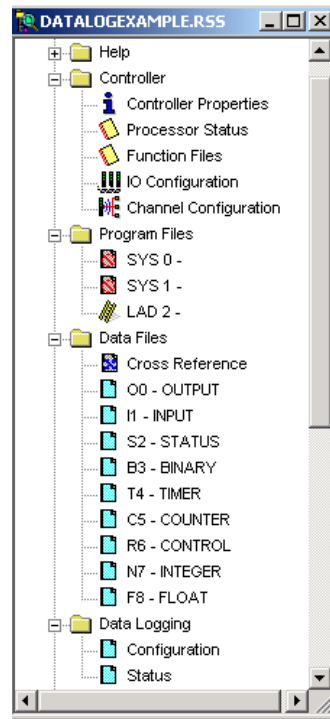 DATALOGEXAMPLE.RSS
Help
Controller
Controller Properties
Processor Status
Function Files
IO Configuration
Channel Configuration
Program Files
SYS 0 -
SYS 1 -
LAD 2 -
Data Files
Cross Reference
O0 - OUTPUT
I1 - INPUT
S2 - STATUS
B3 - BINARY
T4 - TIMER
C5 - COUNTER
R6 - CONTROL
N7 - INTEGER
F8 - FLOAT
Data Logging
Configuration
Status